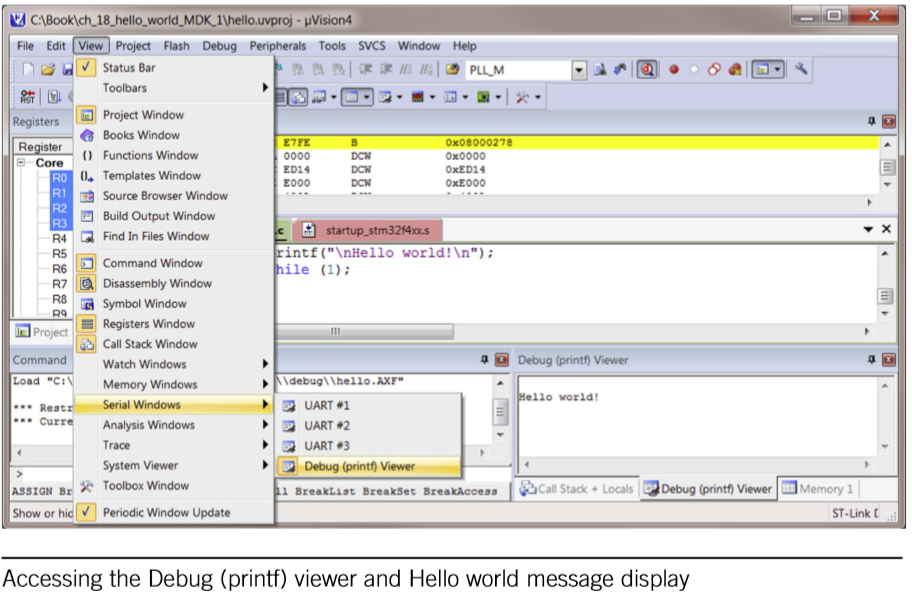 C:\Book\ch_18_hello_world_MDK_1\hello.uvproj - µVision4
File Edit View Project Flash Debug Peripherals Tools SVCS Window Help
PLL_M
RST
Status Bar
Toolbars
Project Window
Books Window
Functions Window
Templates Window
Source Browser Window
Build Output Window
Find In Files Window
Command Window
Disassembly Window
Symbol Window
Registers Window
Call Stack Window
Watch Windows
Memory Windows
Serial Windows
Analysis Windows
Trace
System Viewer
Toolbox Window
Periodic Window Update
UART #1
UART #2
UART #3
Debug (printf) Viewer
Registers
Register
Core
R0
R1
R2
R3
R4
R5
R6
R7
R8
R9
Project
E7FE B 0x08000278
0000 DCW 0x0000
ED14 DCW 0xED14
E000 DCW 0xE000
.c startup_stm32f4xx.s
rintf("\nHello world!\n");
hile (1);
Command
Load "C:\ \\debug\\hello.AXF"
*** Restr
*** Curre
>
ASSIGN Br ll BreakList BreakSet BreakAccess
Debug (printf) Viewer
Hello world!
Call Stack + Locals Debug (printf) Viewer Memory 1
Show or hid ST-Link D
Accessing the Debug (printf) viewer and Hello world message display